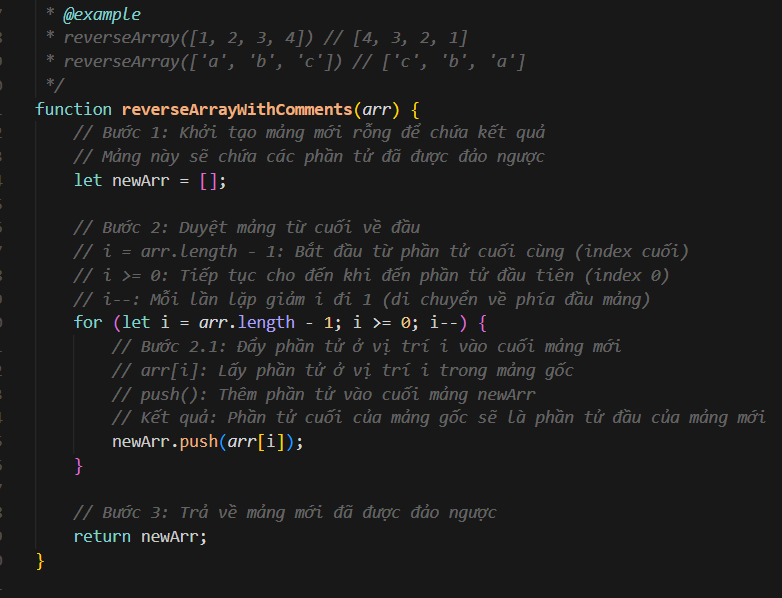 * @example
* reverseArray([1, 2, 3, 4]) // [4, 3, 2, 1]
* reverseArray(['a', 'b', 'c']) // ['c', 'b', 'a']
*/
function reverseArrayWithComments(arr) {
// Bước 1: Khởi tạo mảng mới rỗng để chứa kết quả
// Mảng này sẽ chứa các phần tử đã được đảo ngược
let newArr = [];
// Bước 2: Duyệt mảng từ cuối về đầu
// i = arr.length - 1: Bắt đầu từ phần tử cuối cùng (index cuối)
// i >= 0: Tiếp tục cho đến khi đến phần tử đầu tiên (index 0)
// i--: Mỗi lần lặp giảm i đi 1 (di chuyển về phía đầu mảng)
for (let i = arr.length - 1; i >= 0; i--) {
// Bước 2.1: Đẩy phần tử ở vị trí i vào cuối mảng mới
// arr[i]: Lấy phần tử ở vị trí i trong mảng gốc
// push(): Thêm phần tử vào cuối mảng newArr
// Kết quả: Phần tử cuối của mảng gốc sẽ là phần tử đầu của mảng mới
newArr.push(arr[i]);
}
// Bước 3: Trả về mảng mới đã được đảo ngược
return newArr;
}